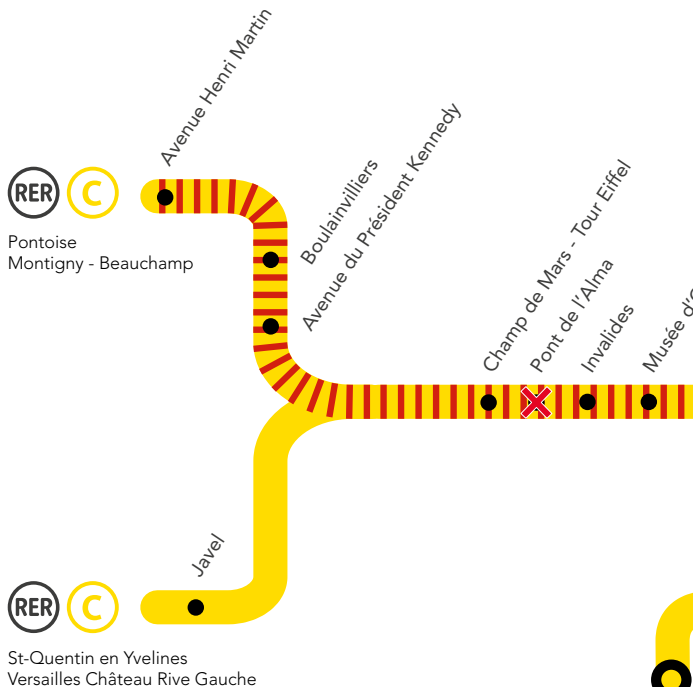 Avenue Henri Martin
RER C
Pontoise
Montigny - Beauchamp
Boulainvilliers
Avenue du Président Kennedy
Champ de Mars - Tour Eiffel
Pont de l'Alma
Invalides
Musée
Javel
RER C
St-Quentin en Yvelines
Versailles Château Rive Gauche